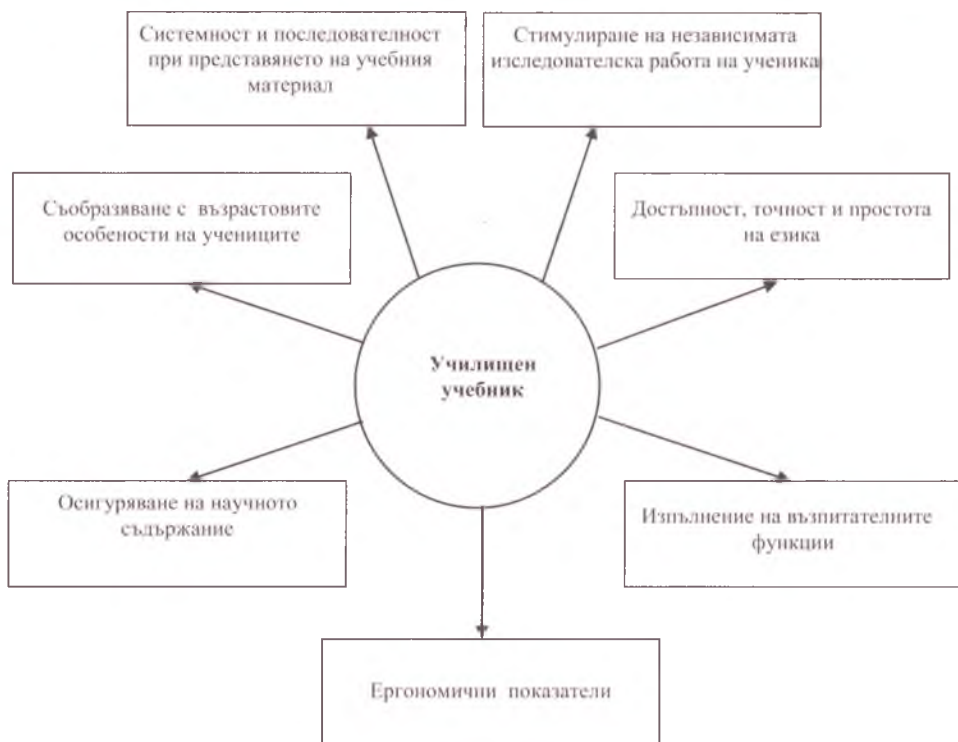 Системност и последователност
при представянето на учебния
материал
Стимулиране на независимата
изследователска работа на ученика
Съобразяване с възрастовите
особености на учениците
Достъпност, точност и простота
на езика
Училищен
учебник
Осигуряване на научното
съдържание
Изпълнение на възпитателните
функции
Ергономични показатели